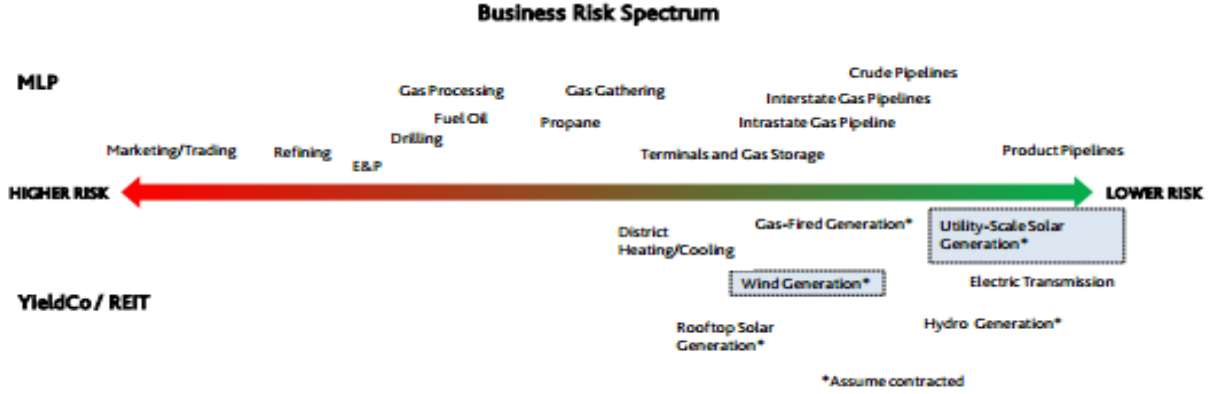 Business Risk Spectrum
MLP
Crude Pipelines
Gas Processing
Gas Gathering
Interstate Gas Pipelines
Fuel Oil
Propane
Intrastate Gas Pipeline
Drilling
Marketing/Trading
Refining
E&P
Terminals and Gas Storage
Product Pipelines
HIGHER RISK
LOWER RISK
District
Heating/Cooling
Gas-Fired Generation*
Utility-Scale Solar
Generation*
Wind Generation*
Electric Transmission
YieldCo / REIT
Rooftop Solar
Generation*
Hydro Generation*
*Assume contracted